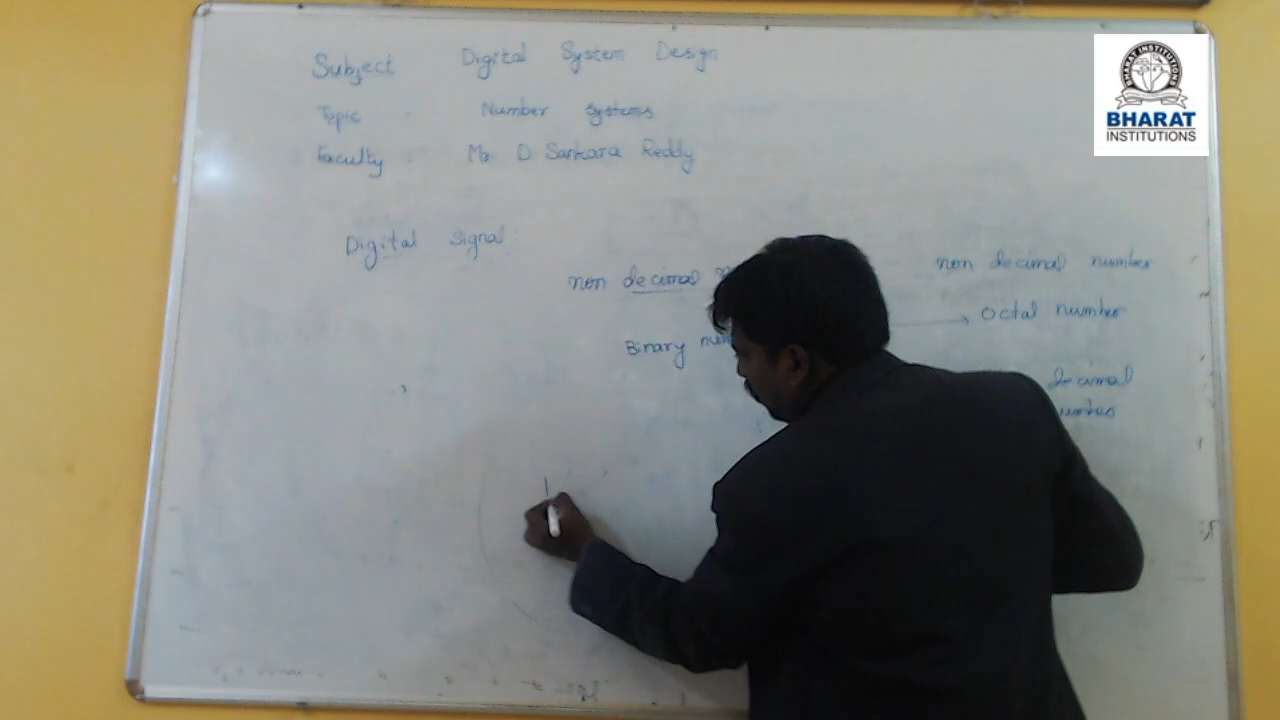 Subject Digital System Design
Topic : Number Systems
Faculty : Mr. D Sankara Reddy
Digital Signal
non decimal
non decimal number
Binary num
Octal number
decimal
BHARAT INSTITUTIONS
BHARAT
INSTITUTIONS